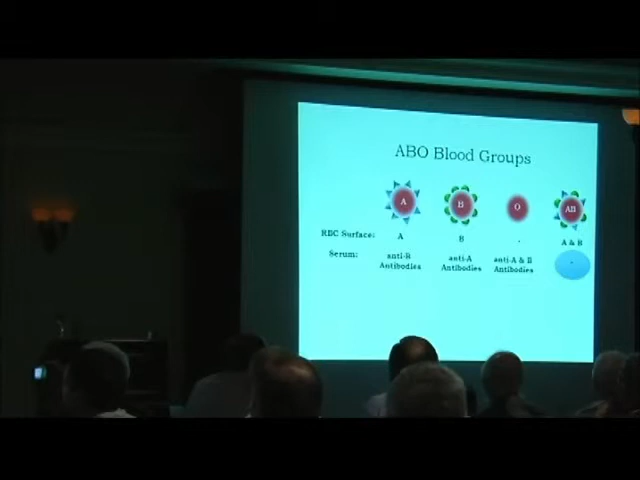 ABO Blood Groups
A B O AB
RBC Surface: A B - A & B
Serum: anti-B Antibodies anti-A Antibodies anti-A & B Antibodies -